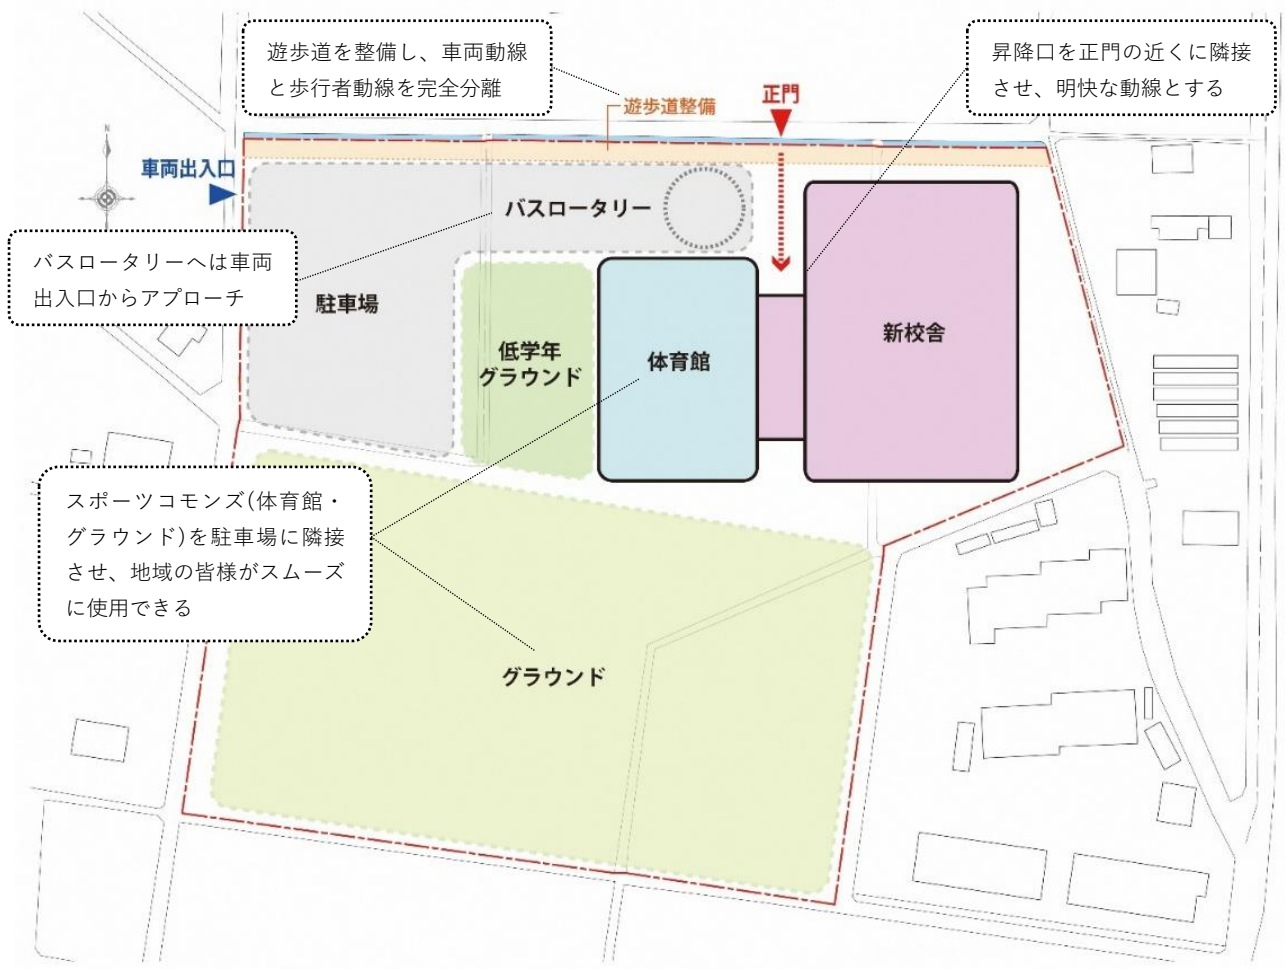 遊歩道を整備し、車両動線
と歩行者動線を完全分離
昇降口を正門の近くに隣接
させ、明快な動線とする
正門
遊歩道整備
N
車両出入口
バスロータリー
バスロータリーへは車両
出入口からアプローチ
駐車場
低学年
グラウンド
体育館
新校舎
スポーツコモンズ(体育館・
グラウンド)を駐車場に隣接
させ、地域の皆様がスムーズ
に使用できる
グラウンド